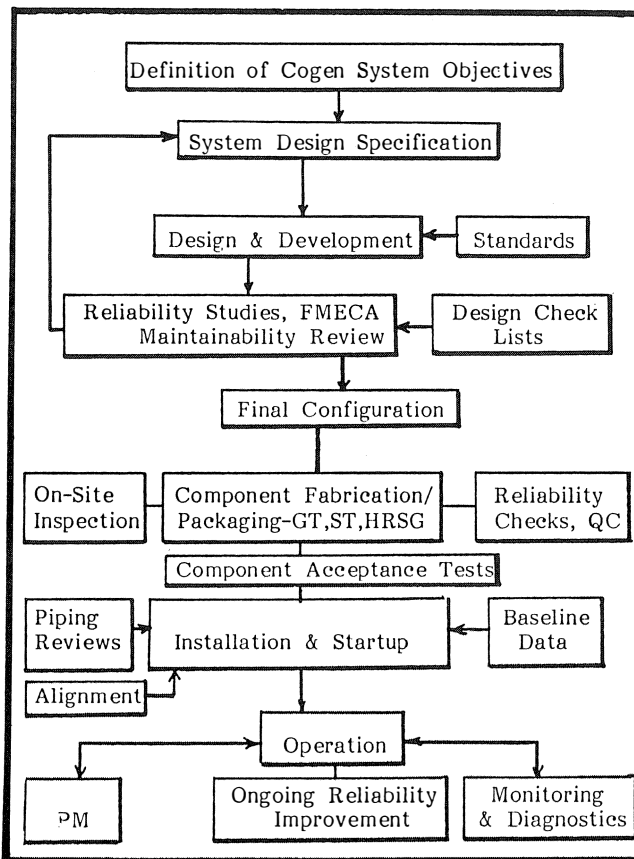 Definition of Cogen System Objectives
System Design Specification
Design & Development
Standards
Reliability Studies, FMECA
Maintainability Review
Design Check
Lists
Final Configuration
On-Site
Inspection
Component Fabrication/
Packaging-GT,ST,HRSG
Reliability
Checks, QC
Component Acceptance Tests
Piping
Reviews
Installation & Startup
Baseline
Data
Alignment
Operation
PM
Ongoing Reliability
Improvement
Monitoring
& Diagnostics